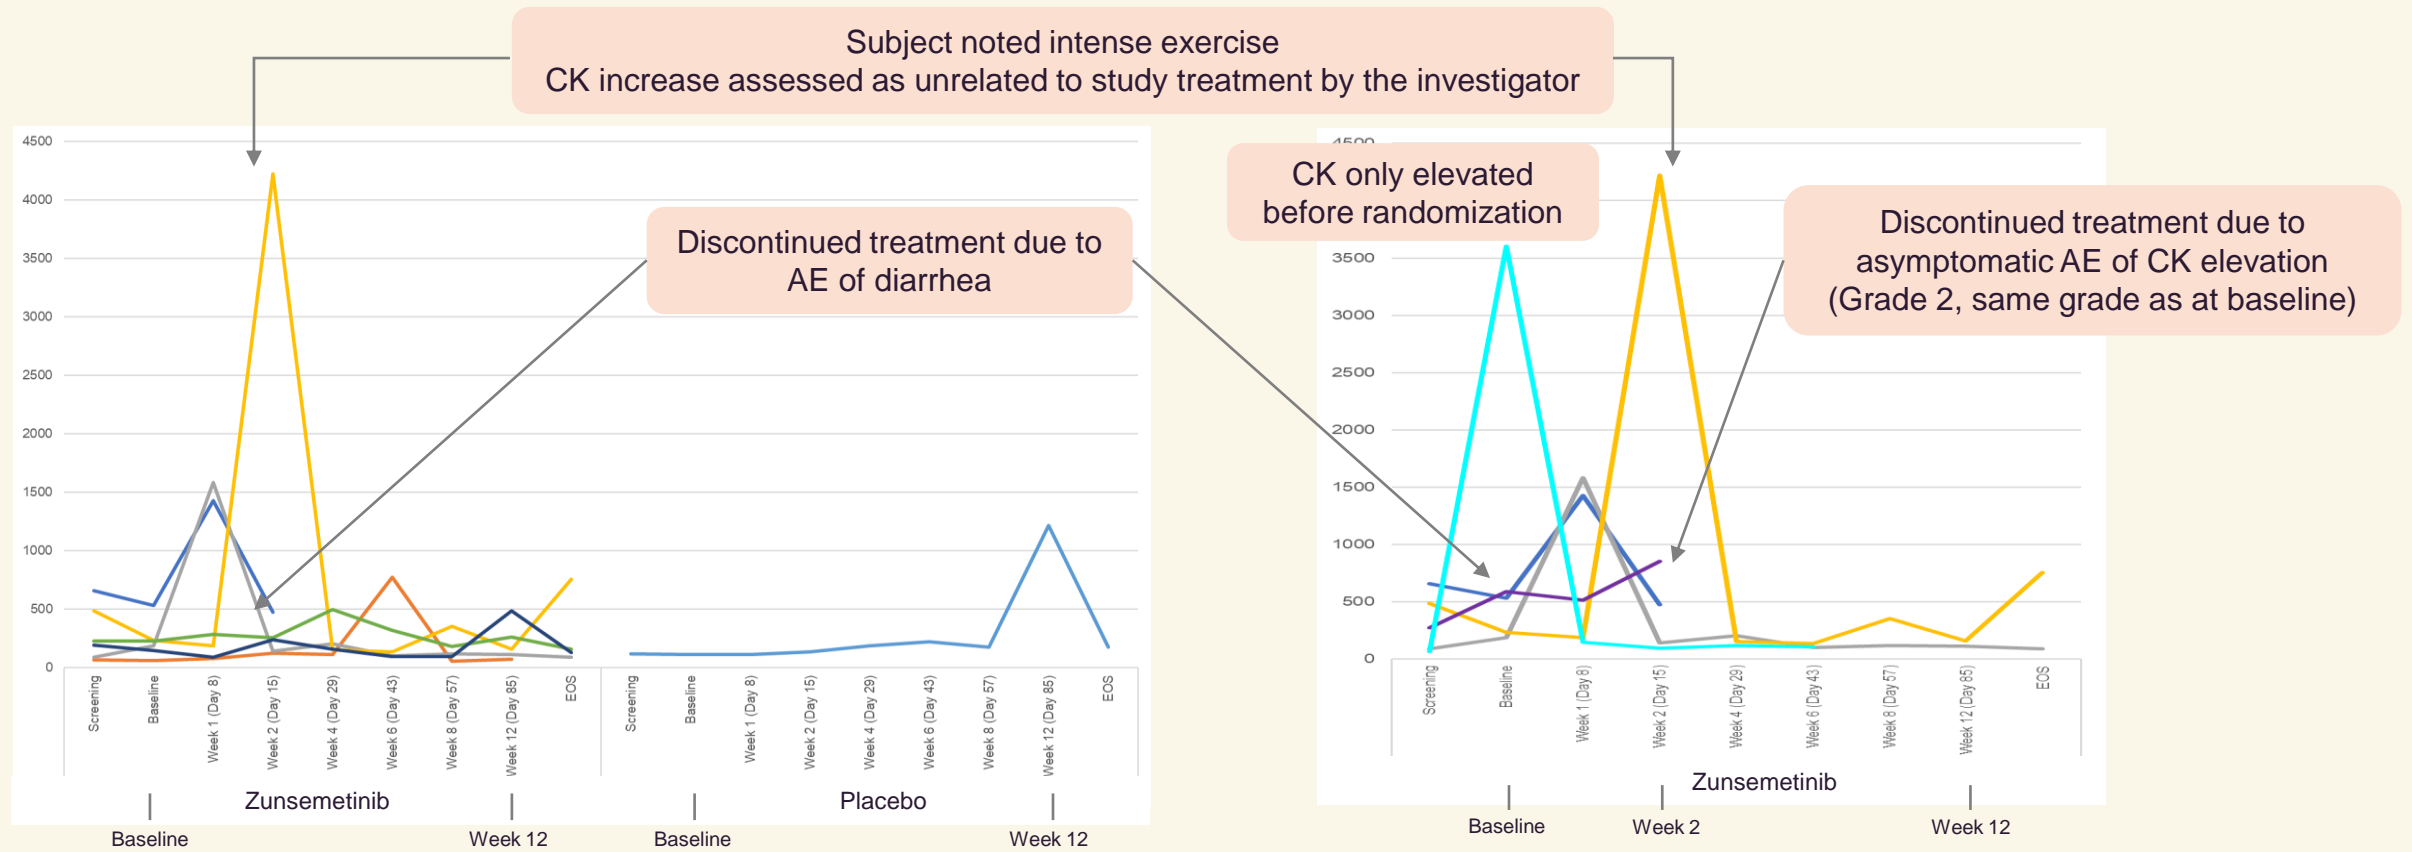 Subject noted intense exercise
CK increase assessed as unrelated to study treatment by the investigator
4500
4000
3500
3000
2500
2000
1500
1000
500
0
Discontinued treatment due to
AE of diarrhea
Screening
Baseline
Week 1 (Day 8)
Week 2 (Day 15)
Week 4 (Day 29)
Week 6 (Day 43)
Week 8 (Day 57)
Week 12 (Day 85)
EOS
Screening
Baseline
Week 1 (Day 8)
Week 2 (Day 15)
Week 4 (Day 29)
Week 6 (Day 43)
Week 8 (Day 57)
Week 12 (Day 85)
EOS
Zunsemetinib
Placebo
Baseline
Week 12
Baseline
Week 12
4500
CK only elevated
before randomization
Discontinued treatment due to
asymptomatic AE of CK elevation
(Grade 2, same grade as at baseline)
3500
3000
2500
2000
1500
1000
500
0
Screening
Baseline
Week 1 (Day 8)
Week 2 (Day 15)
Week 4 (Day 29)
Week 6 (Day 43)
Week 8 (Day 57)
Week 12 (Day 85)
EOS
Zunsemetinib
Baseline
Week 2
Week 12